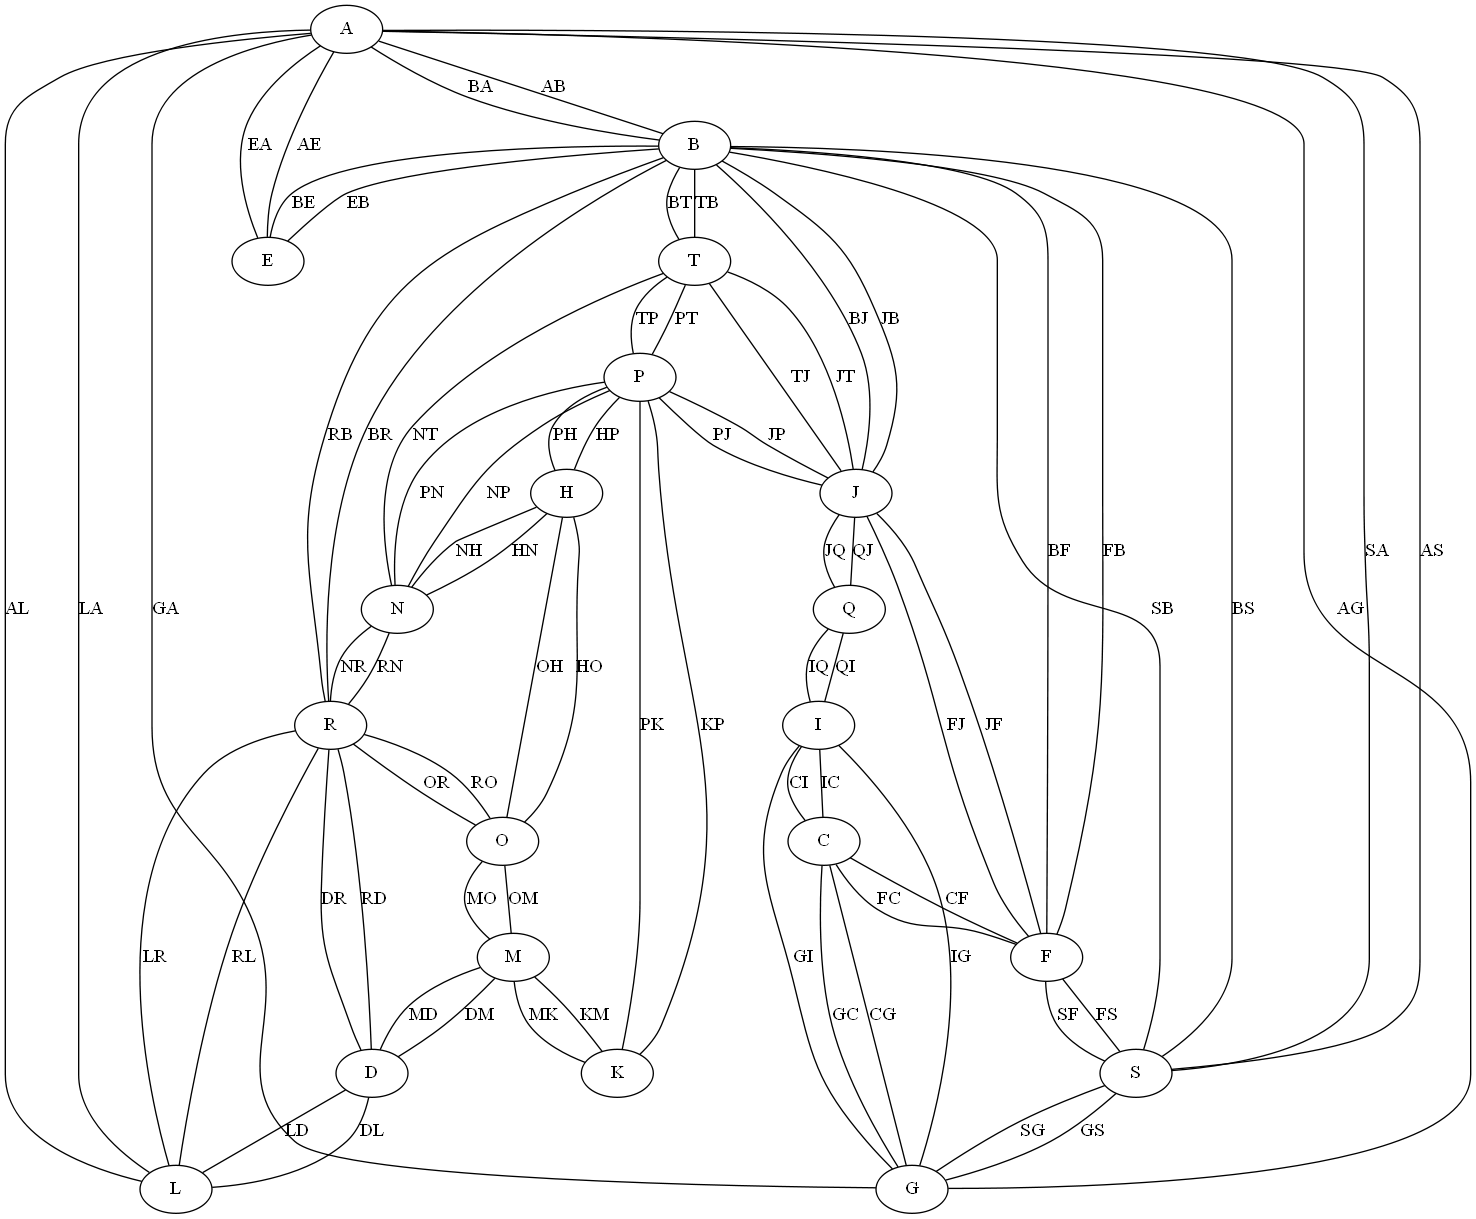 A
BA AB
B
EA AE
BE EB BT TB
E T
TP PT
BJ JB
TJ JT
P
RB BR NT PH HP PJ JP
PN NP H J
NH HN JQ QJ BF FB
AL LA GA N Q SB BS AG SA AS
NR RN OH HO IQ QI
R PK KP I FJ JF
OR RO CI IC
O C
DR RD MO OM FC CF
LR RL M GI IG F
MD DM MK KM GC CG SF FS
D K S
LD DL SG GS
L G